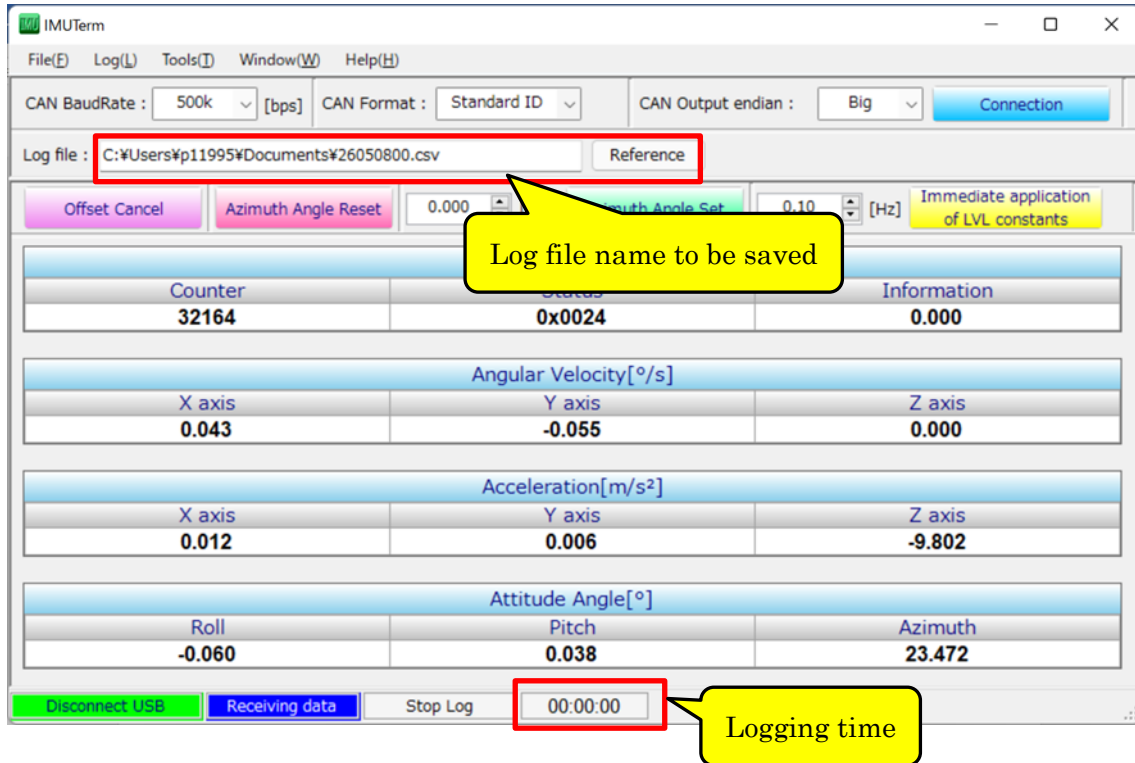 IMU IMUTerm
File(F) Log(L) Tools(T) Window(W) Help(H)
CAN BaudRate : 500k [bps] CAN Format : Standard ID CAN Output endian : Big Connection
Log file : C:¥Users¥p11995¥Documents¥26050800.csv Reference
Offset Cancel Azimuth Angle Reset 0.000 Angle Set 0.10 [Hz] Immediate application
of LVL constants
Log file name to be saved
Counter Status Information
32164 0x0024 0.000
Angular Velocity[°/s]
X axis Y axis Z axis
0.043 -0.055 0.000
Acceleration[m/s²]
X axis Y axis Z axis
0.012 0.006 -9.802
Attitude Angle[°]
Roll Pitch Azimuth
-0.060 0.038 23.472
Disconnect USB Receiving data Stop Log 00:00:00
Logging time